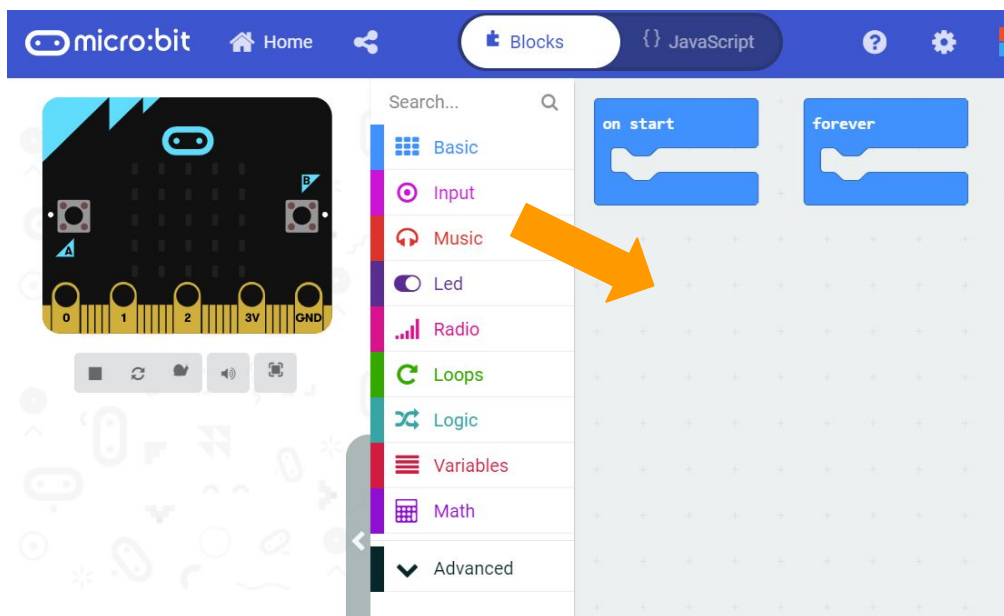 micro:bit Home Blocks {} JavaScript ?
Search...
Basic
Input
Music
Led
Radio
Loops
Logic
Variables
Math
Advanced
on start
forever
B
A
0 1 2 3V GND